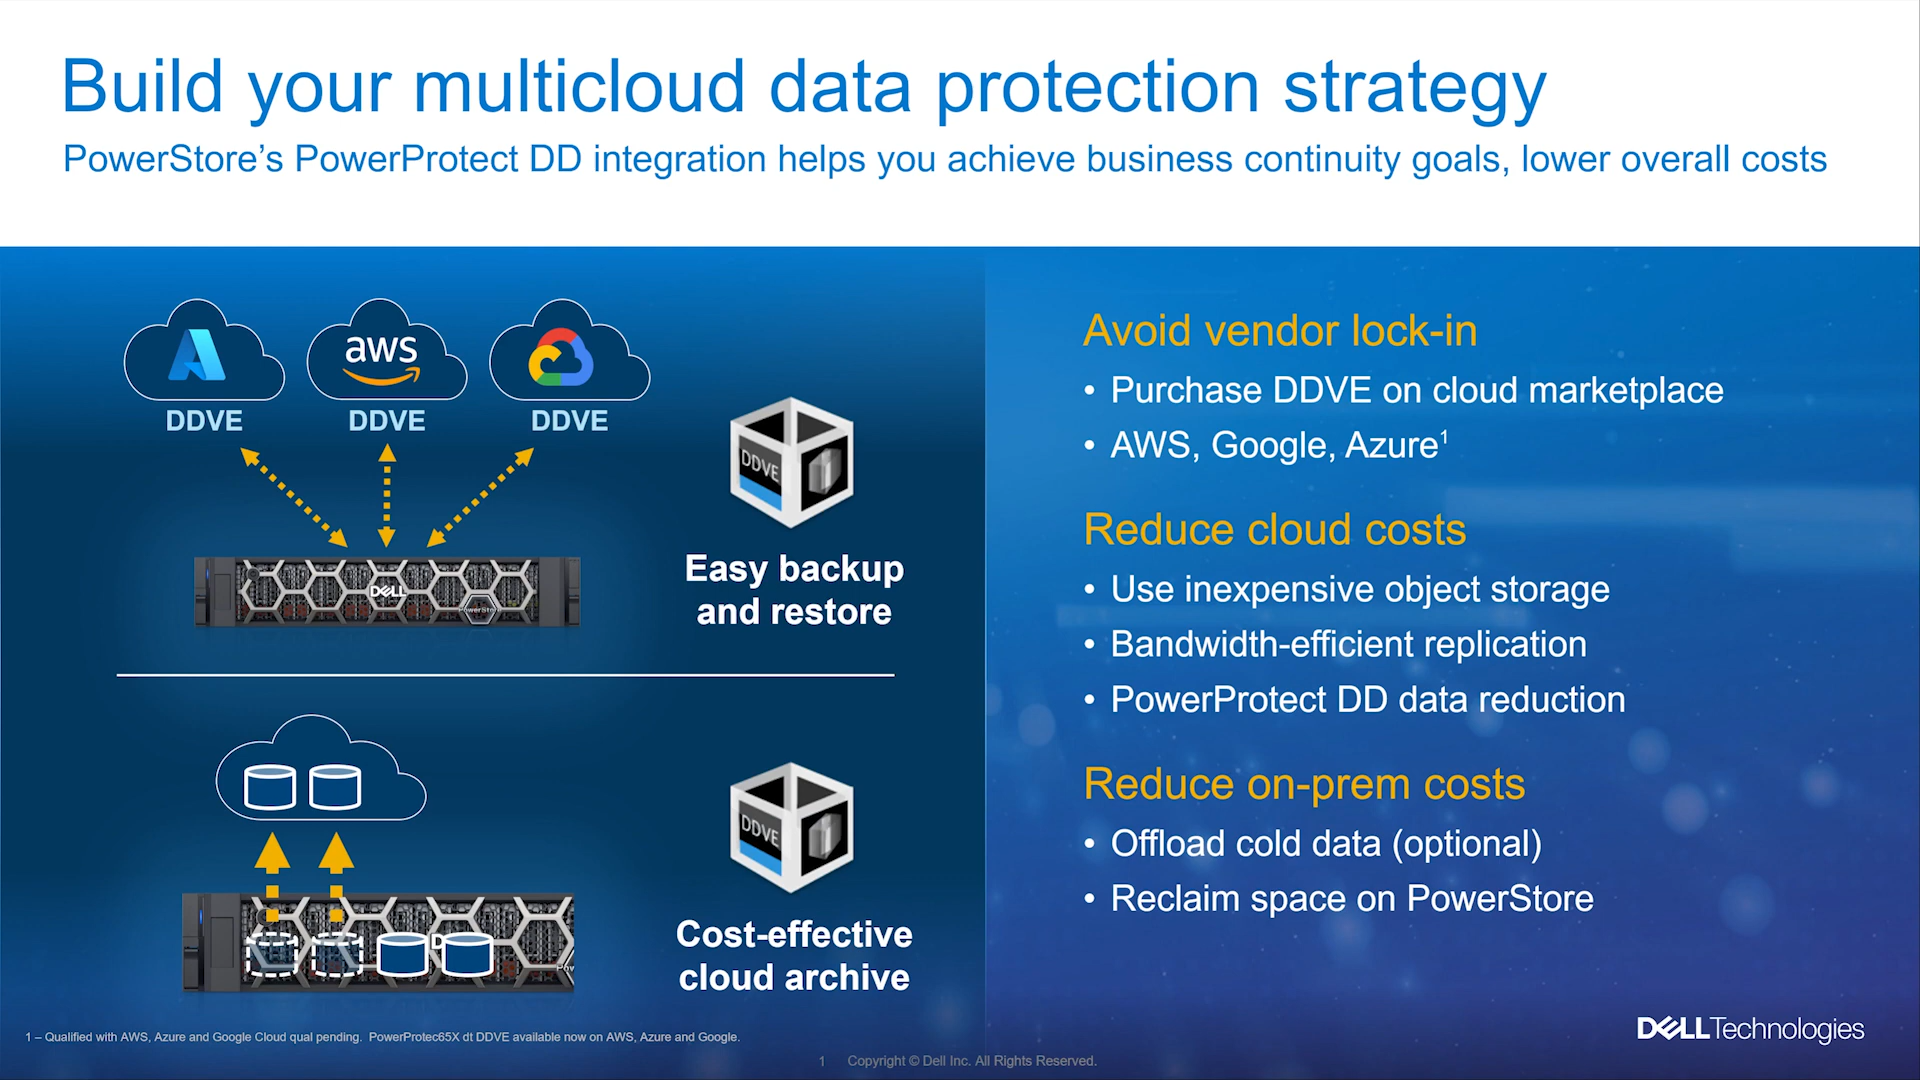 Build your multicloud data protection strategy
PowerStore’s PowerProtect DD integration helps you achieve business continuity goals, lower overall costs
aws
DDVE DDVE DDVE
DDVE
Easy backup
and restore
DELL
PowerStore
DDVE
Cost-effective
cloud archive
D
Pow
Avoid vendor lock-in
• Purchase DDVE on cloud marketplace
• AWS, Google, Azure¹
Reduce cloud costs
• Use inexpensive object storage
• Bandwidth-efficient replication
• PowerProtect DD data reduction
Reduce on-prem costs
• Offload cold data (optional)
• Reclaim space on PowerStore
1 – Qualified with AWS, Azure and Google Cloud qual pending. PowerProtec65X dt DDVE available now on AWS, Azure and Google.
1 Copyright © Dell Inc. All Rights Reserved.
DELL Technologies